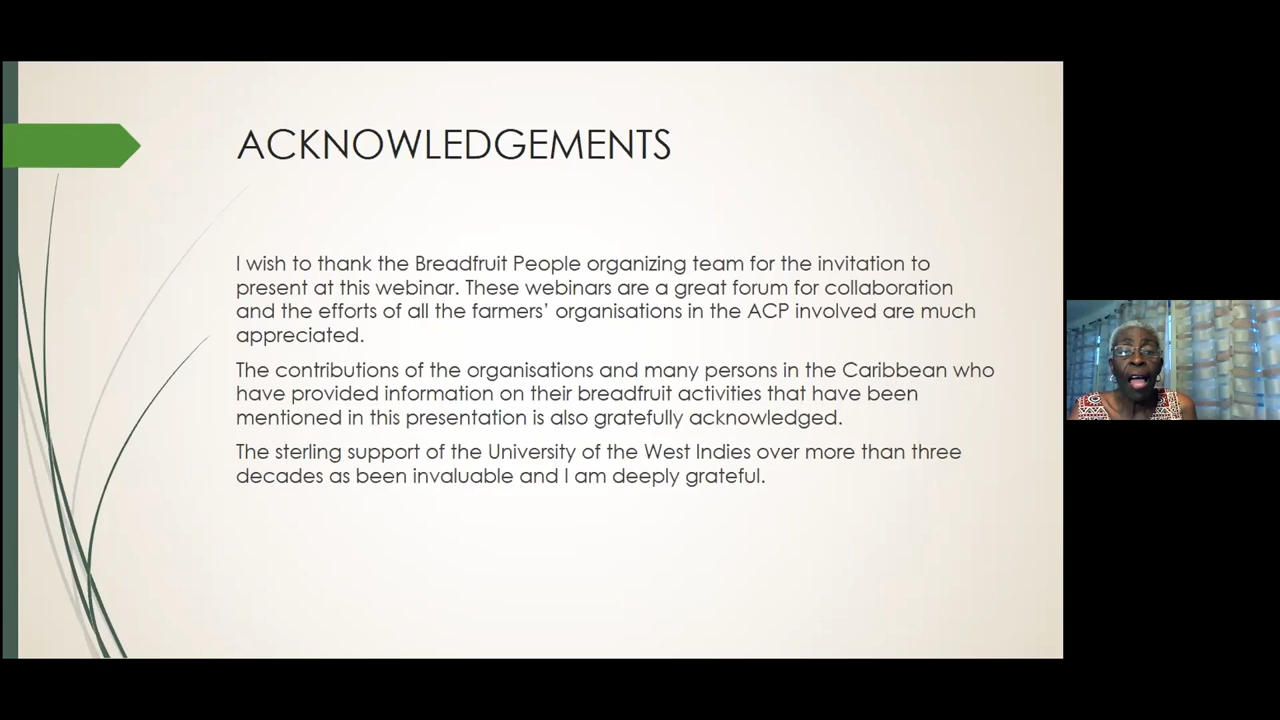 ACKNOWLEDGEMENTS
I wish to thank the Breadfruit People organizing team for the invitation to
present at this webinar. These webinars are a great forum for collaboration
and the efforts of all the farmers’ organisations in the ACP involved are much
appreciated.
The contributions of the organisations and many persons in the Caribbean who
have provided information on their breadfruit activities that have been
mentioned in this presentation is also gratefully acknowledged.
The sterling support of the University of the West Indies over more than three
decades as been invaluable and I am deeply grateful.